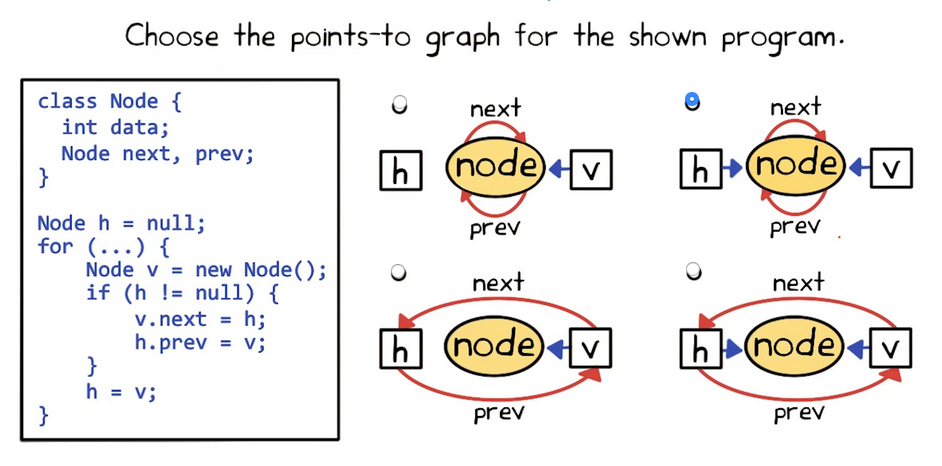 Choose the points-to graph for the shown program.
class Node {
int data;
Node next, prev;
}
Node h = null;
for (...) {
Node v = new Node();
if (h != null) {
v.next = h;
h.prev = v;
}
h = v;
}
next
h node v
prev
next
h node v
prev
next
h node v
prev
next
h node v
prev